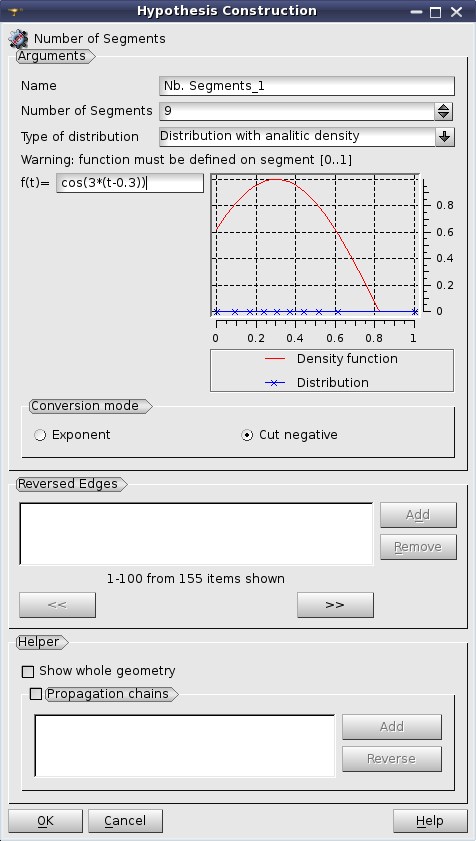 Hypothesis Construction
Number of Segments
Arguments
Name
Nb. Segments_1
Number of Segments
9
Type of distribution
Distribution with analitic density
Warning: function must be defined on segment [0..1]
f(t)=
cos(3*(t-0.3))
0.8
0.6
0.4
0.2
0
0 0.2 0.4 0.6 0.8 1
Density function
Distribution
Conversion mode
Exponent
Cut negative
Reversed Edges
Add
Remove
1-100 from 155 items shown
<<
>>
Helper
Show whole geometry
Propagation chains
Add
Reverse
OK
Cancel
Help